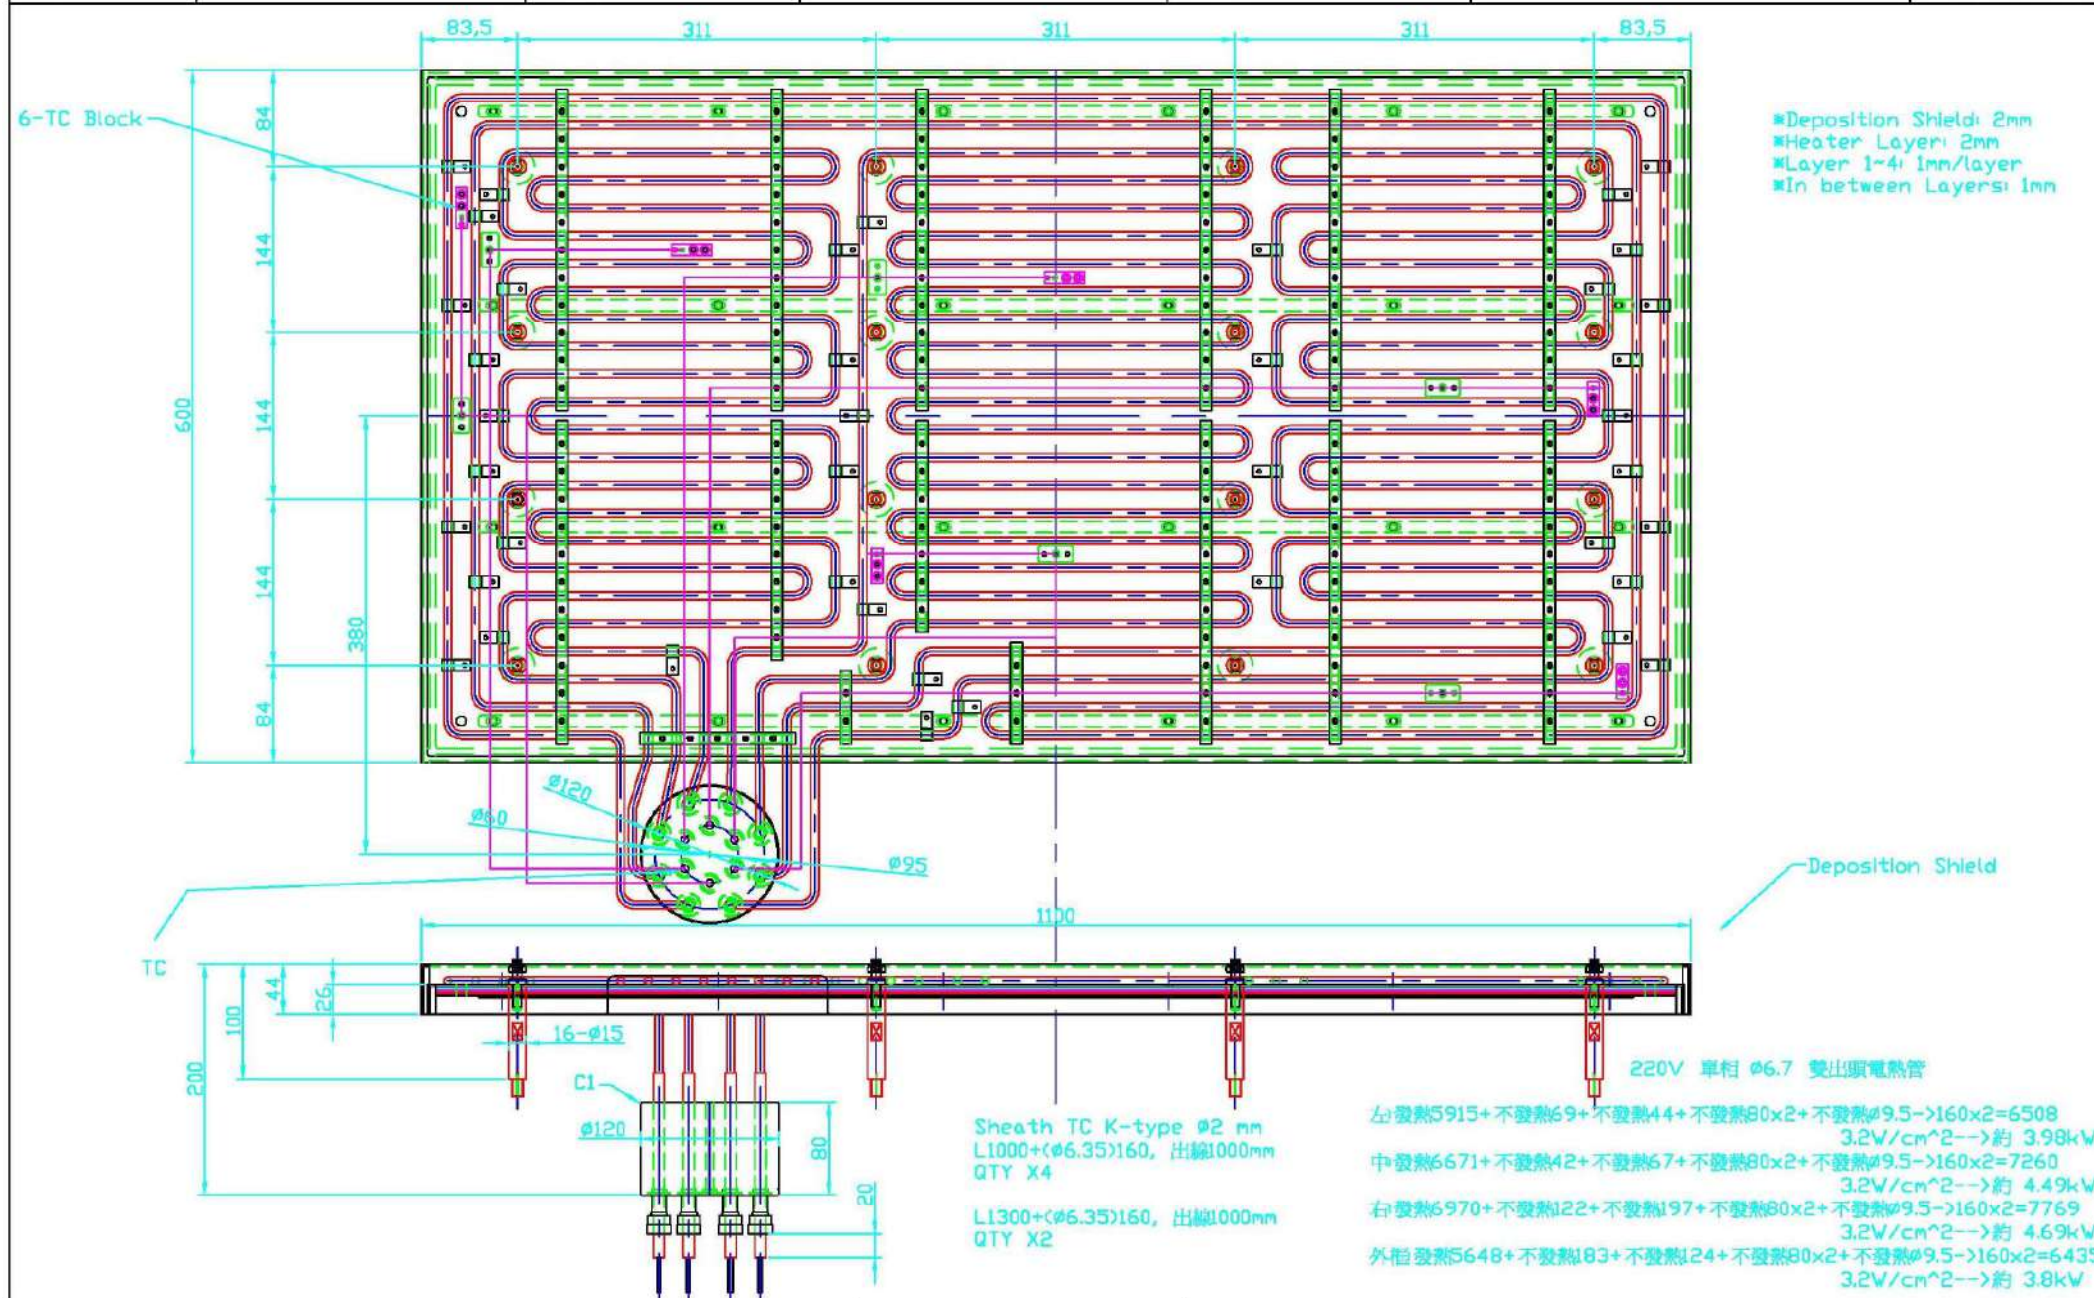 83,5
311
311
311
83,5
6-TC Block
84
144
144
144
84
600
380
*Deposition Shield: 2mm
*Heater Layer: 2mm
*Layer 1~4: 1mm/layer
*In between Layers: 1mm
ø120
ø60
ø95
Deposition Shield
TC
1100
44
26
100
200
16-ø15
C1
ø120
80
20
Sheath TC K-type Ø2 mm
L1000+(ø6.35)160, 出線1000mm
QTY X4
L1300+(ø6.35)160, 出線1000mm
QTY X2
220V 單相 Ø6.7 雙出頭電熱管
左:發熱5915+不發熱69+不發熱44+不發熱80x2+不發熱ø9.5->160x2=6508
3.2W/cm^2-->約 3.98kW
中:發熱6671+不發熱42+不發熱67+不發熱80x2+不發熱ø9.5->160x2=7260
3.2W/cm^2-->約 4.49kW
右:發熱6970+不發熱122+不發熱197+不發熱80x2+不發熱ø9.5->160x2=7769
3.2W/cm^2-->約 4.69kW
外 發熱5648+不發熱183+不發熱124+不發熱80x2+不發熱ø9.5->160x2=6435
3.2W/cm^2-->約 3.8kW